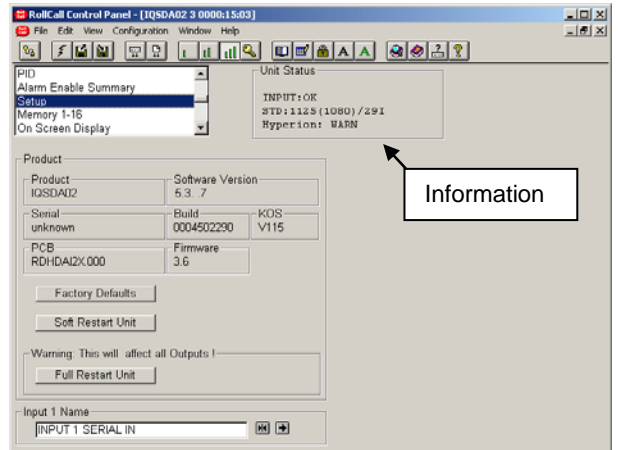 RollCall Control Panel - [IQSDA02 3 0000:15:03]
File Edit View Configuration Window Help
PID
Alarm Enable Summary
Setup
Memory 1-16
On Screen Display
Unit Status
INPUT:OK
STD:1125(1080)/29I
Hyperion: WARN
Information
Product
Product Software Version
IQSDA02 5.3. .7
Serial Build KOS
unknown 0004502290 V115
PCB Firmware
RDHDAI2X.000 3.6
Factory Defaults
Soft Restart Unit
Warning: This will affect all Outputs !
Full Restart Unit
Input 1 Name
INPUT 1 SERIAL IN